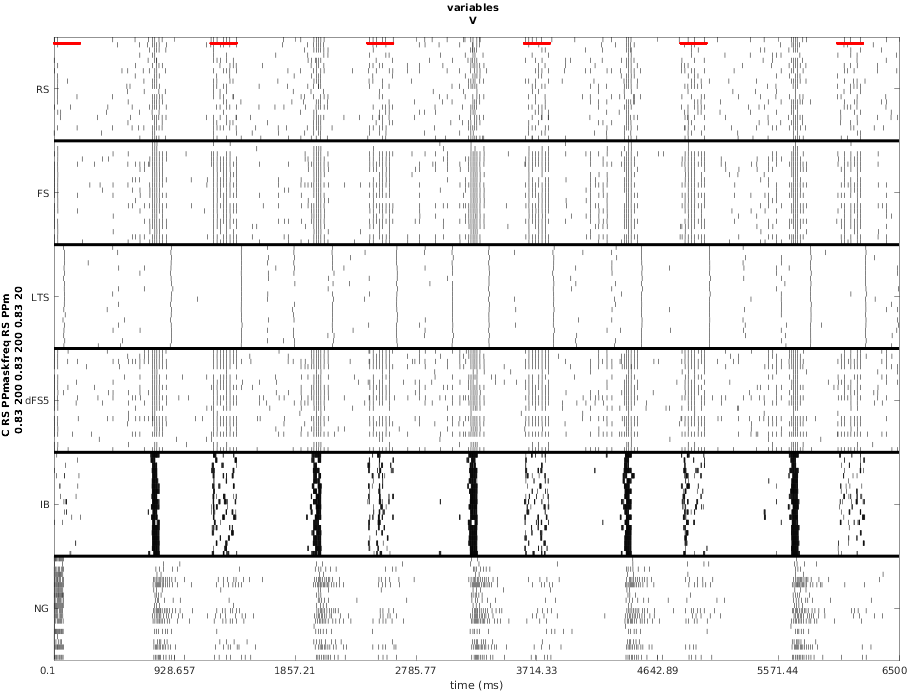 variables
V
RS
FS
LTS
dFS5
IB
NG
C RS PPmaskfreq RS PPm
0.83 200 0.83 200 0.83 20
0.1 928.657 1857.21 2785.77 3714.33 4642.89 5571.44 6500
time (ms)